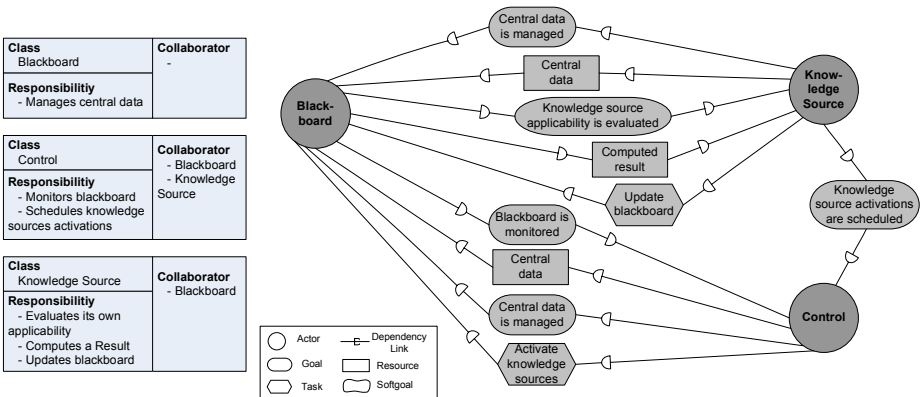 Class
Blackboard
Collaborator
-
Responsibilitiy
- Manages central data
Class
Control
Collaborator
- Blackboard
- Knowledge
Source
Responsibilitiy
- Monitors blackboard
- Schedules knowledge
sources activations
Class
Knowledge Source
Collaborator
- Blackboard
Responsibilitiy
- Evaluates its own
applicability
- Computes a Result
- Updates blackboard
Central data
is managed
Central
data
Knowledge source
applicability is evaluated
Computed
result
Update
blackboard
Blackboard is
monitored
Central
data
Central data
is managed
Activate
knowledge
sources
Black-
board
Know-
ledge
Source
Knowledge
source activations
are scheduled
Control
Actor
Dependency
Link
Goal
Resource
Task
Softgoal